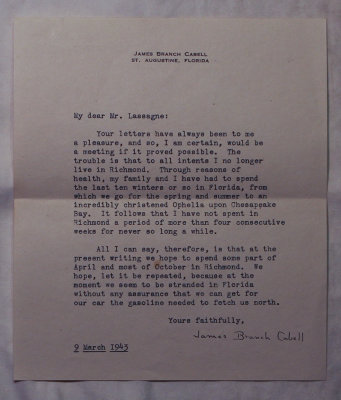 JAMES BRANCH CABELL
ST. AUGUSTINE, FLORIDA
My dear Mr. Lassagne:
Your letters have always been to me
a pleasure, and so, I am certain, would be
a meeting if it proved possible. The
trouble is that to all intents I no longer
live in Richmond. Through reasons of
health, my family and I have had to spend
the last ten winters or so in Florida, from
which we go for the spring and summer to an
incredibly christened Ophelia upon Chesapeake
Bay. It follows that I have not spent in
Richmond a period of more than four consecutive
weeks for never so long a while.
All I can say, therefore, is that at the
present writing we hope to spend some part of
April and most of October in Richmond. We
hope, let it be repeated, because at the
moment we seem to be stranded in Florida
without any assurance that we can get for
our car the gasoline needed to fetch us north.
Yours faithfully,
James Branch Cabell
9 March 1943